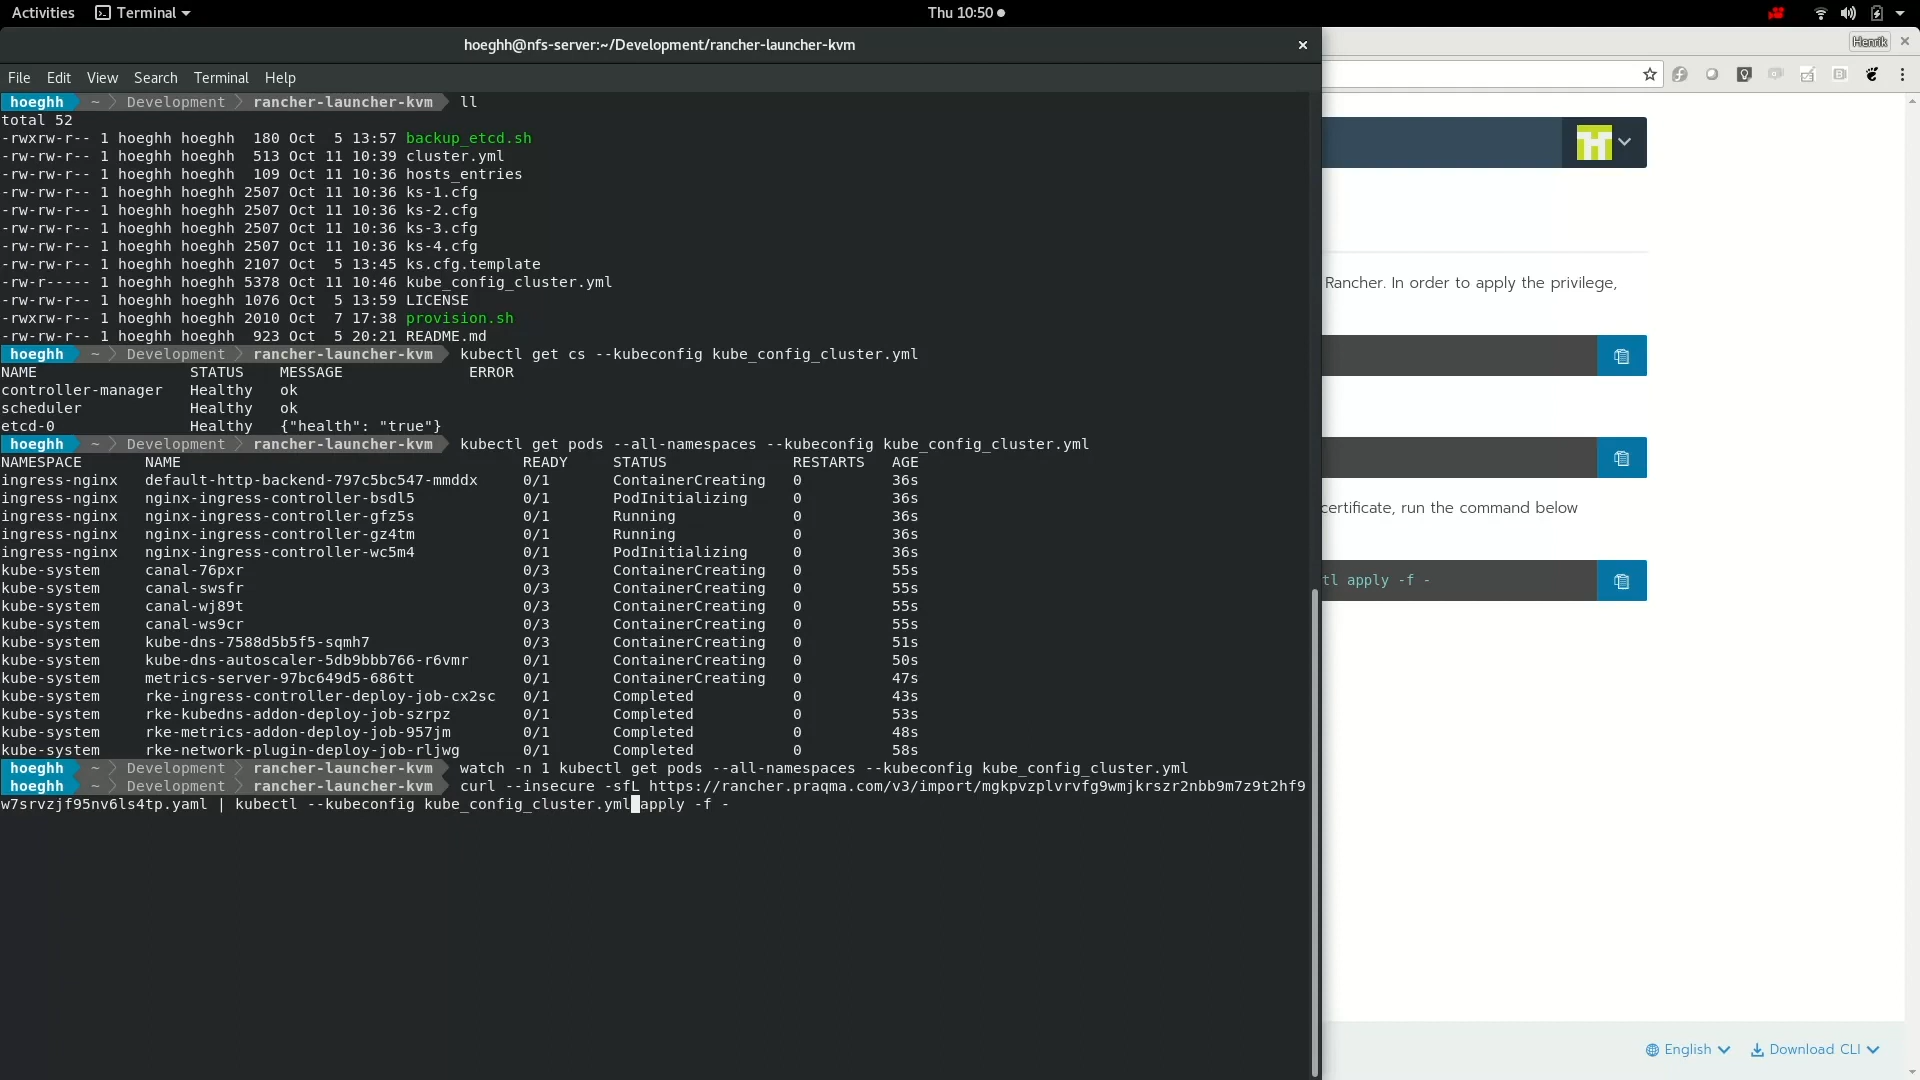 Activities Terminal Thu 10:50
hoeghh@nfs-server:~/Development/rancher-launcher-kvm
Henrik
File Edit View Search Terminal Help
hoeghh ~ Development rancher-launcher-kvm ll
total 52
-rwxrw-r-- 1 hoeghh hoeghh  180 Oct  5 13:57 backup_etcd.sh
-rw-rw-r-- 1 hoeghh hoeghh  513 Oct 11 10:39 cluster.yml
-rw-rw-r-- 1 hoeghh hoeghh  109 Oct 11 10:36 hosts_entries
-rw-rw-r-- 1 hoeghh hoeghh 2507 Oct 11 10:36 ks-1.cfg
-rw-rw-r-- 1 hoeghh hoeghh 2507 Oct 11 10:36 ks-2.cfg
-rw-rw-r-- 1 hoeghh hoeghh 2507 Oct 11 10:36 ks-3.cfg
-rw-rw-r-- 1 hoeghh hoeghh 2507 Oct 11 10:36 ks-4.cfg
-rw-rw-r-- 1 hoeghh hoeghh 2107 Oct  5 13:45 ks.cfg.template
-rw-r----- 1 hoeghh hoeghh 5378 Oct 11 10:46 kube_config_cluster.yml
-rw-rw-r-- 1 hoeghh hoeghh 1076 Oct  5 13:59 LICENSE
-rwxrw-r-- 1 hoeghh hoeghh 2010 Oct  7 17:38 provision.sh
-rw-rw-r-- 1 hoeghh hoeghh  923 Oct  5 20:21 README.md
hoeghh ~ Development rancher-launcher-kvm kubectl get cs --kubeconfig kube_config_cluster.yml
NAME STATUS MESSAGE ERROR
controller-manager Healthy ok
scheduler Healthy ok
etcd-0 Healthy {"health": "true"}
hoeghh ~ Development rancher-launcher-kvm kubectl get pods --all-namespaces --kubeconfig kube_config_cluster.yml
NAMESPACE NAME READY STATUS RESTARTS AGE
ingress-nginx default-http-backend-797c5bc547-mmddx 0/1 ContainerCreating 0 36s
ingress-nginx nginx-ingress-controller-bsdl5 0/1 PodInitializing 0 36s
ingress-nginx nginx-ingress-controller-gfz5s 0/1 Running 0 36s
ingress-nginx nginx-ingress-controller-gz4tm 0/1 Running 0 36s
ingress-nginx nginx-ingress-controller-wc5m4 0/1 PodInitializing 0 36s
kube-system canal-76pxr 0/3 ContainerCreating 0 55s
kube-system canal-swsfr 0/3 ContainerCreating 0 55s
kube-system canal-wj89t 0/3 ContainerCreating 0 55s
kube-system canal-ws9cr 0/3 ContainerCreating 0 55s
kube-system kube-dns-7588d5b5f5-sqmh7 0/3 ContainerCreating 0 51s
kube-system kube-dns-autoscaler-5db9bbb766-r6vmr 0/1 ContainerCreating 0 50s
kube-system metrics-server-97bc649d5-686tt 0/1 ContainerCreating 0 47s
kube-system rke-ingress-controller-deploy-job-cx2sc 0/1 Completed 0 43s
kube-system rke-kubedns-addon-deploy-job-szrpz 0/1 Completed 0 53s
kube-system rke-metrics-addon-deploy-job-957jm 0/1 Completed 0 48s
kube-system rke-network-plugin-deploy-job-rljwg 0/1 Completed 0 58s
hoeghh ~ Development rancher-launcher-kvm watch -n 1 kubectl get pods --all-namespaces --kubeconfig kube_config_cluster.yml
hoeghh ~ Development rancher-launcher-kvm curl --insecure -sfL https://rancher.praqma.com/v3/import/mgkpvzplvrvfg9wmjkrszr2nbb9m7z9t2hf9
w7srvzjf95nv6ls4tp.yaml | kubectl --kubeconfig kube_config_cluster.yml apply -f -
Rancher. In order to apply the privilege,
certificate, run the command below
tl apply -f -
English Download CLI